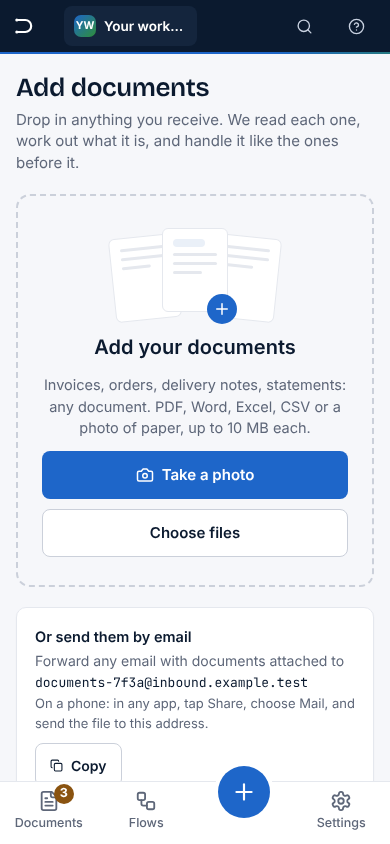 YW Your work...
Add documents
Drop in anything you receive. We read each one,
work out what it is, and handle it like the ones
before it.
Add your documents
Invoices, orders, delivery notes, statements:
any document. PDF, Word, Excel, CSV or a
photo of paper, up to 10 MB each.
Take a photo
Choose files
Or send them by email
Forward any email with documents attached to
documents-7f3a@inbound.example.test
On a phone: in any app, tap Share, choose Mail, and
send the file to this address.
Copy
3
Documents Flows Settings